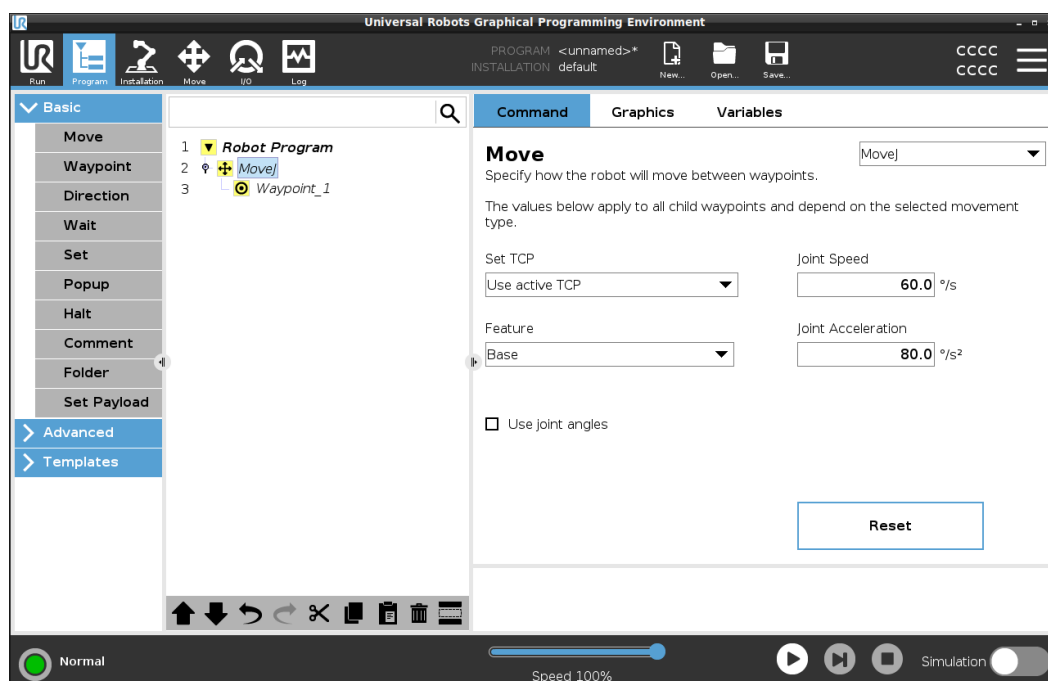 Universal Robots Graphical Programming Environment
UR
Run
Program
Installation
Move
I/O
Log
PROGRAM <unnamed>*
INSTALLATION default
New...
Open...
Save...
CCCC
CCCC
Basic
Move
Waypoint
Direction
Wait
Set
Popup
Halt
Comment
Folder
Set Payload
Advanced
Templates
1 Robot Program
2 MoveJ
3 Waypoint_1
Command Graphics Variables
Move
MoveJ
Specify how the robot will move between waypoints.
The values below apply to all child waypoints and depend on the selected movement
type.
Set TCP
Use active TCP
Joint Speed
60.0 °/s
Feature
Base
Joint Acceleration
80.0 °/s²
Use joint angles
Reset
Normal
Speed 100%
Simulation